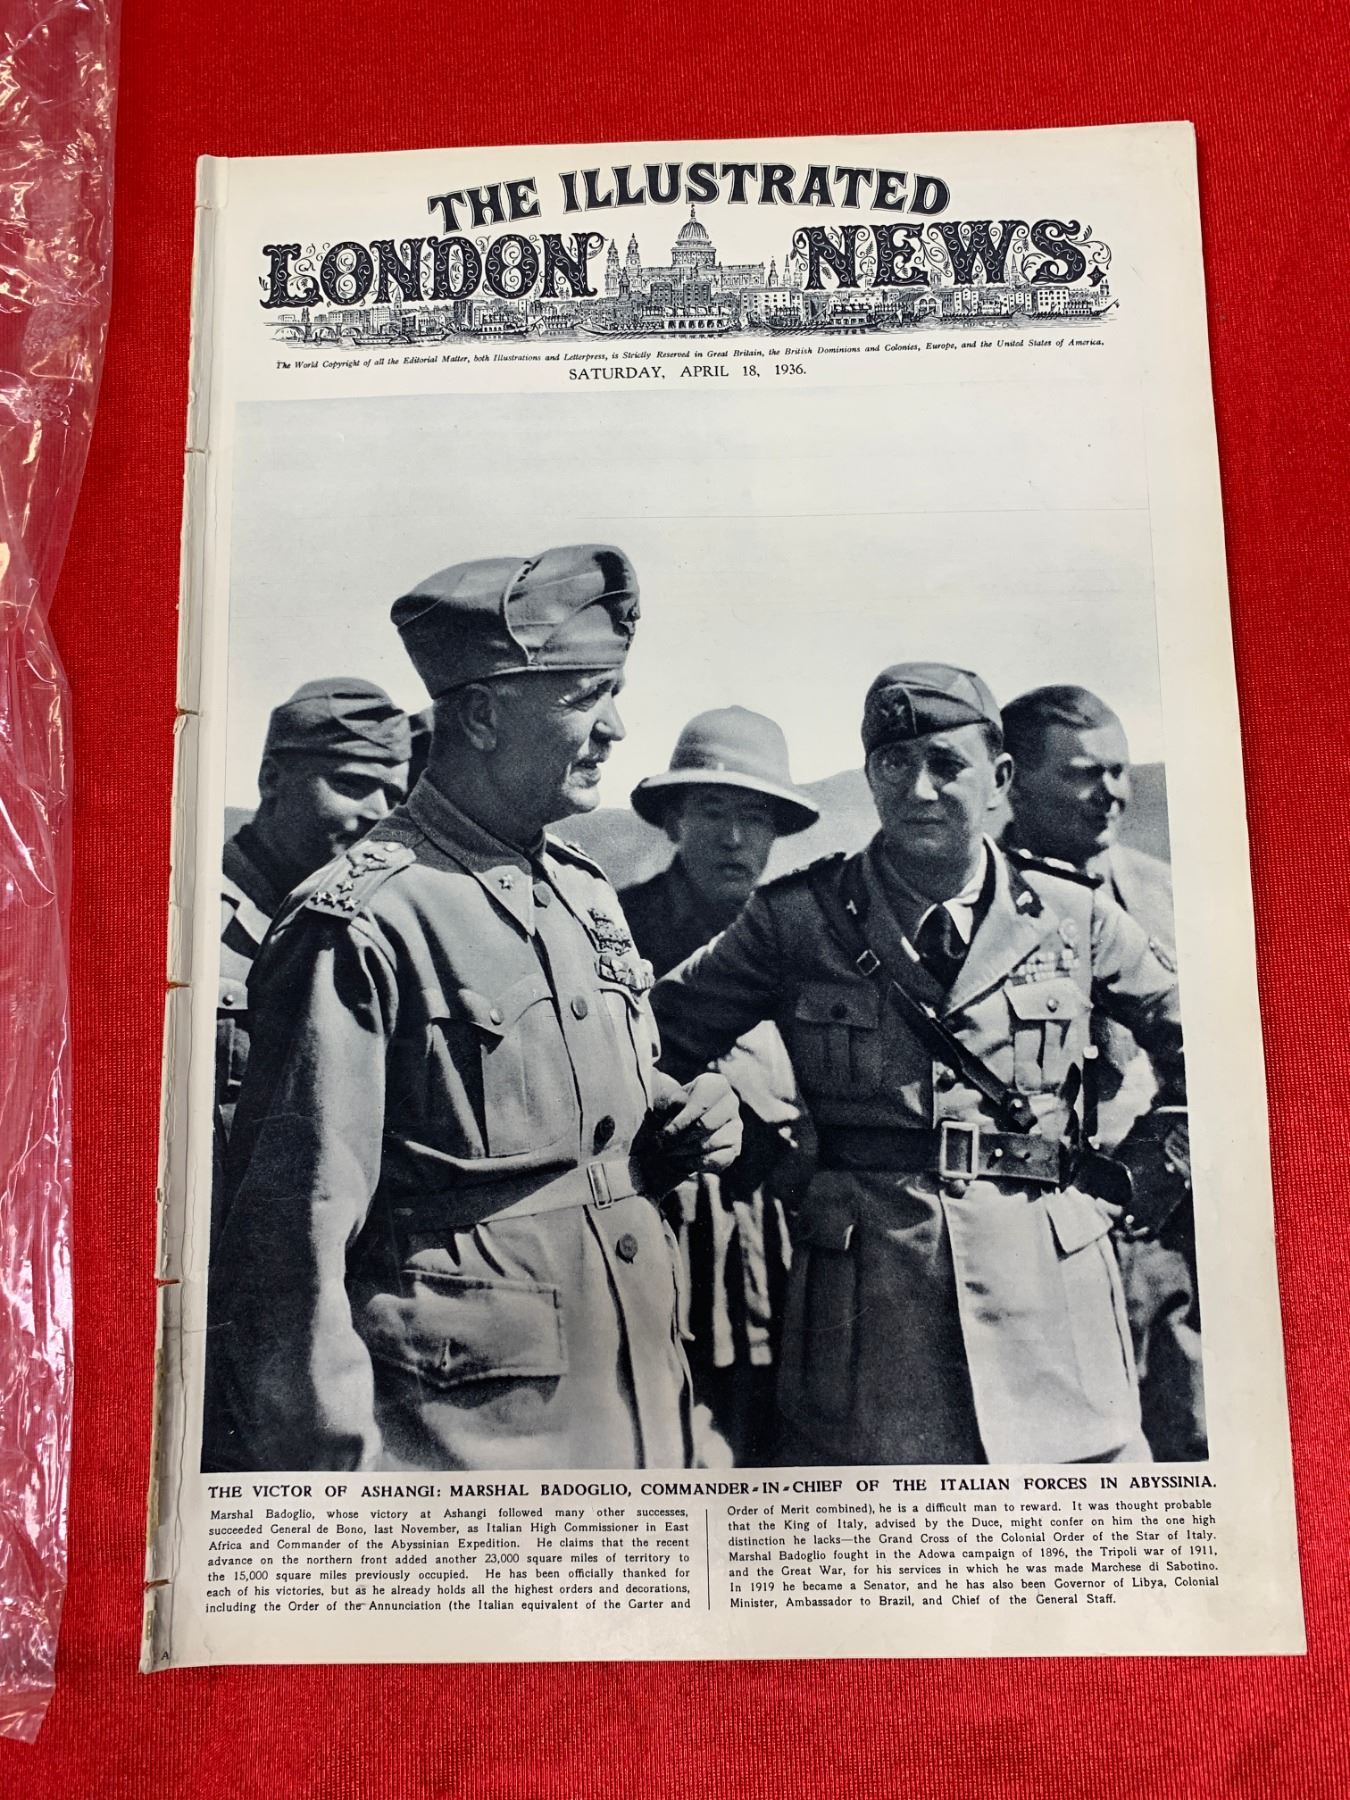 THE ILLUSTRATED
LONDON NEWS,
The World Copyright of all the Editorial Matter, both Illustrations and Letterpress, is Strictly Reserved in Great Britain, the British Dominions and Colonies, Europe, and the United States of America.
SATURDAY, APRIL 18, 1936.
THE VICTOR OF ASHANGI: MARSHAL BADOGLIO, COMMANDER-IN-CHIEF OF THE ITALIAN FORCES IN ABYSSINIA.
Marshal Badoglio, whose victory at Ashangi followed many other successes,
succeeded General de Bono, last November, as Italian High Commissioner in East
Africa and Commander of the Abyssinian Expedition. He claims that the recent
advance on the northern front added another 23,000 square miles of territory to
the 15,000 square miles previously occupied. He has been officially thanked for
each of his victories, but as he already holds all the highest orders and decorations,
including the Order of the Annunciation (the Italian equivalent of the Garter and
Order of Merit combined), he is a difficult man to reward. It was thought probable
that the King of Italy, advised by the Duce, might confer on him the one high
distinction he lacks—the Grand Cross of the Colonial Order of the Star of Italy.
Marshal Badoglio fought in the Adowa campaign of 1896, the Tripoli war of 1911,
and the Great War, for his services in which he was made Marchese di Sabotino.
In 1919 he became a Senator, and he has also been Governor of Libya, Colonial
Minister, Ambassador to Brazil, and Chief of the General Staff.
A